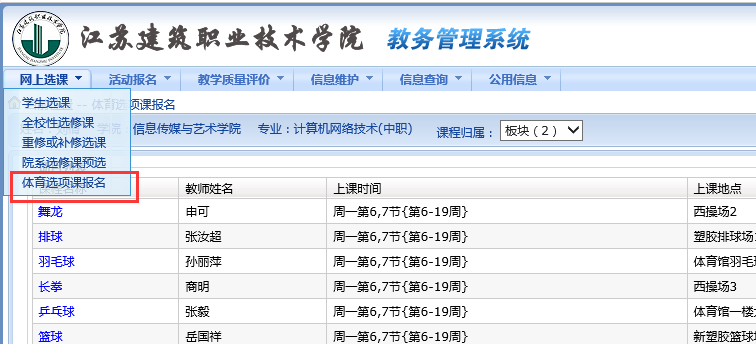 江苏建筑职业技术学院 教务管理系统
网上选课 活动报名 教学质量评价 信息维护 信息查询 公用信息
学生选课 -- 体育选项课报名
全校性选修课 学院 信息传媒与艺术学院 专业：计算机网络技术(中职) 课程归属： 板块（2）
重修或补修选课
院系选修课预选
体育选项课报名
教师姓名 上课时间 上课地点
舞龙 申可 周一第6,7节{第6-19周} 西操场2
排球 张汝超 周一第6,7节{第6-19周} 塑胶排球场
羽毛球 孙丽萍 周一第6,7节{第6-19周} 体育馆羽毛
长拳 商明 周一第6,7节{第6-19周} 西操场3
乒乓球 张毅 周一第6,7节{第6-19周} 体育馆一楼
篮球 岳国祥 周一第6,7节{第6-19周} 新塑胶篮球